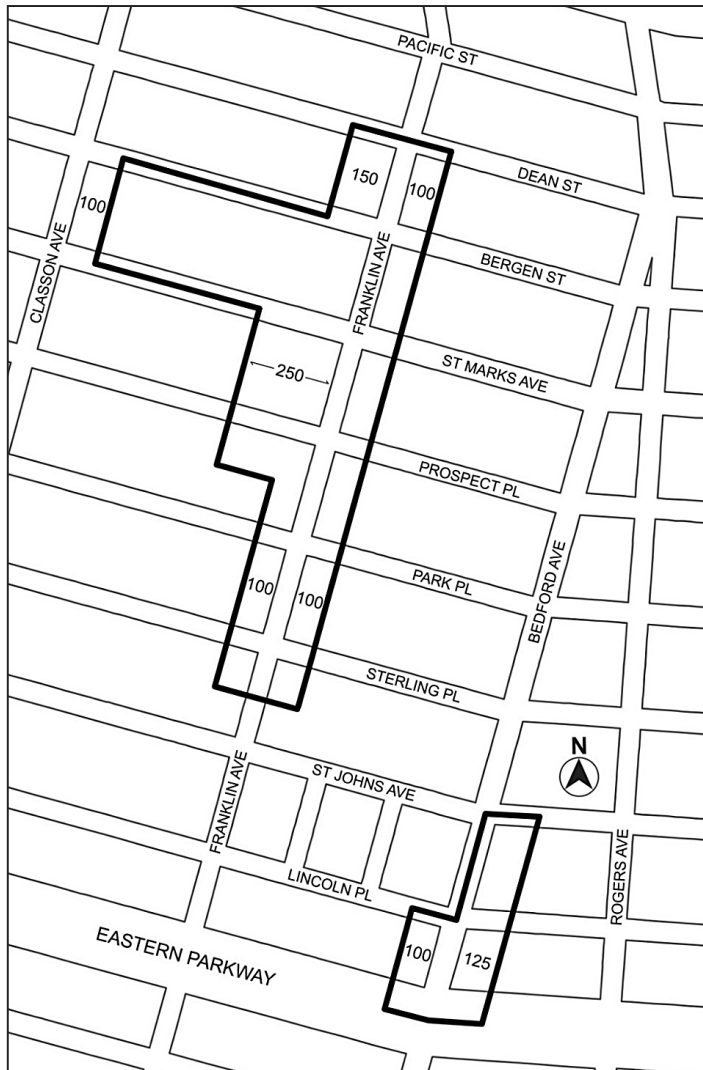 PACIFIC ST
DEAN ST
150
100
100
CLASSON AVE
FRANKLIN AVE
BERGEN ST
ST MARKS AVE
250
PROSPECT PL
PARK PL
100
100
BEDFORD AVE
STERLING PL
N
FRANKLIN AVE
ST JOHNS AVE
ROGERS AVE
LINCOLN PL
EASTERN PARKWAY
100
125